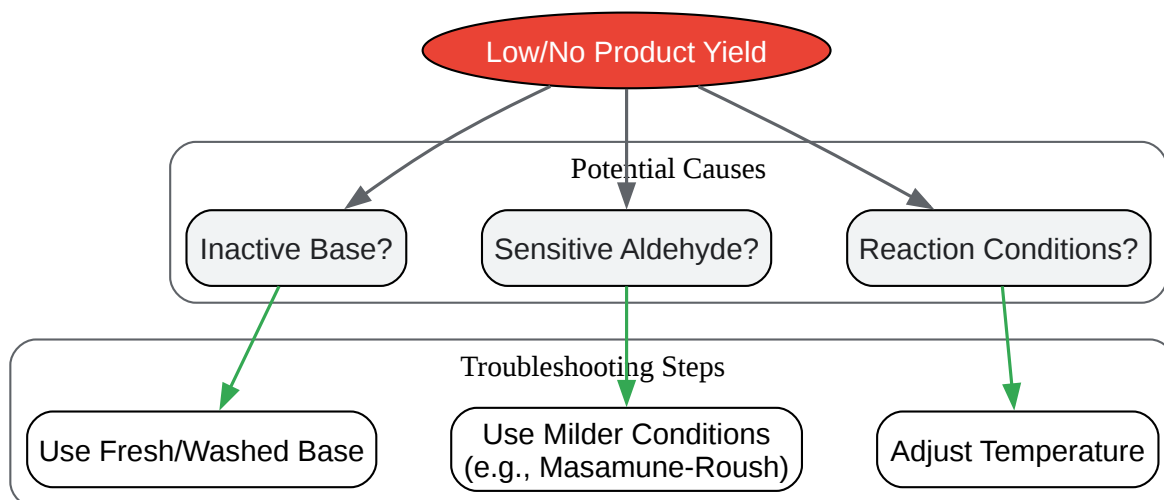 Low/No Product Yield
Potential Causes
Inactive Base?
Sensitive Aldehyde?
Reaction Conditions?
Troubleshooting Steps
Use Fresh/Washed Base
Use Milder Conditions
(e.g., Masamune-Roush)
Adjust Temperature